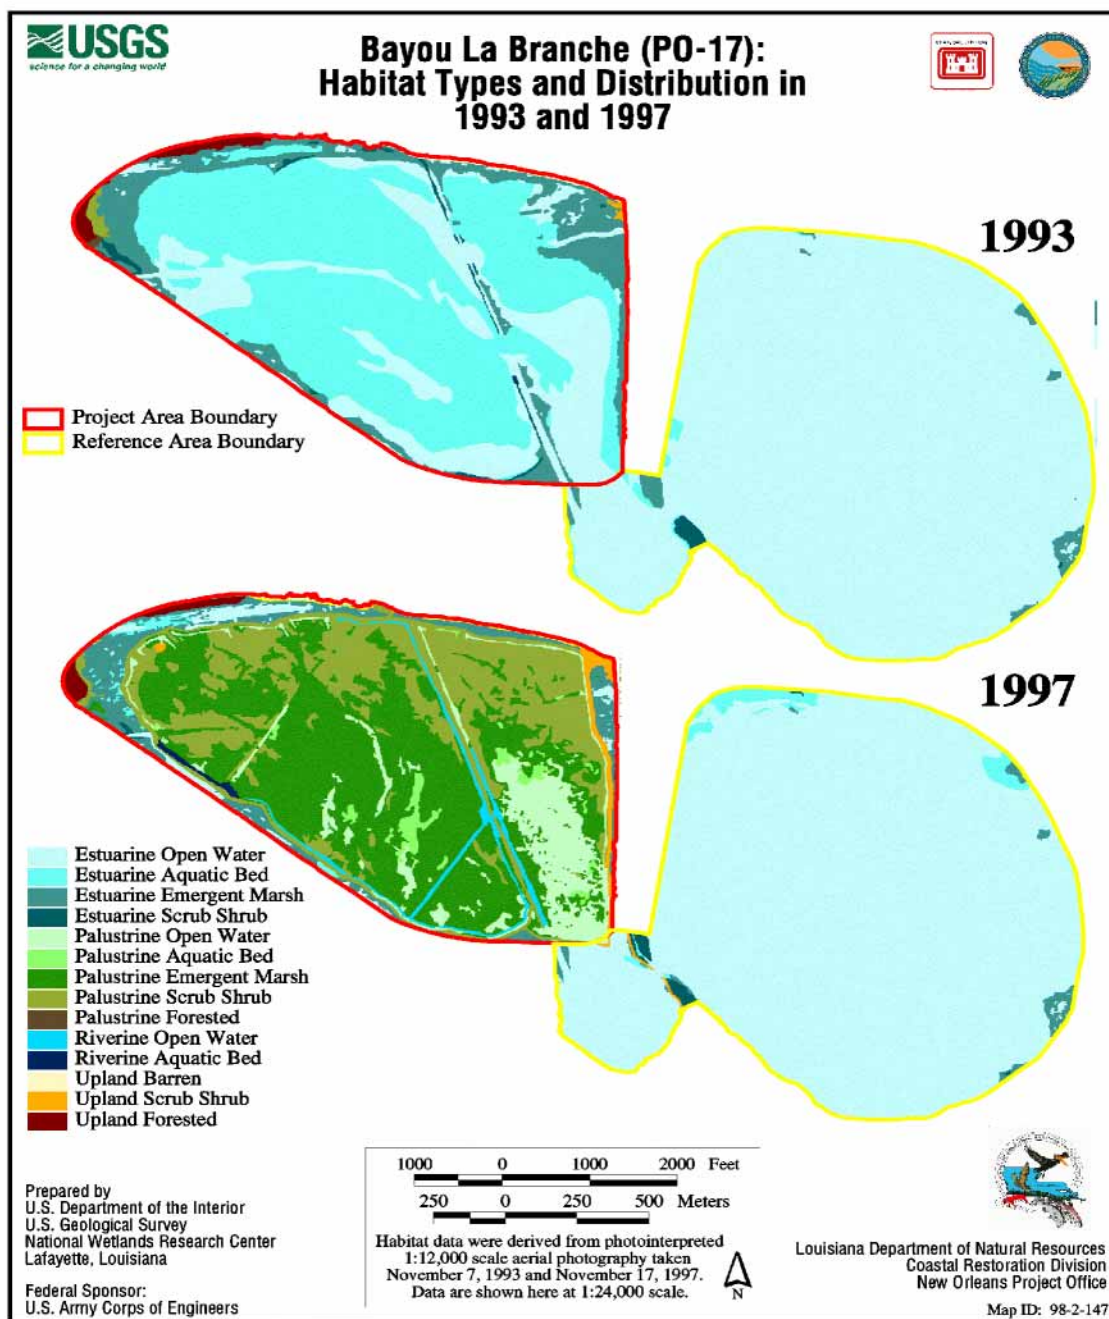 USGS
science for a changing world
Bayou La Branche (PO-17):
Habitat Types and Distribution in
1993 and 1997
1993
Project Area Boundary
Reference Area Boundary
1997
Estuarine Open Water
Estuarine Aquatic Bed
Estuarine Emergent Marsh
Estuarine Scrub Shrub
Palustrine Open Water
Palustrine Aquatic Bed
Palustrine Emergent Marsh
Palustrine Scrub Shrub
Palustrine Forested
Riverine Open Water
Riverine Aquatic Bed
Upland Barren
Upland Scrub Shrub
Upland Forested
1000 0 1000 2000 Feet
250 0 250 500 Meters
Habitat data were derived from photointerpreted
1:12,000 scale aerial photography taken
November 7, 1993 and November 17, 1997.
Data are shown here at 1:24,000 scale.
N
Prepared by
U.S. Department of the Interior
U.S. Geological Survey
National Wetlands Research Center
Lafayette, Louisiana
Federal Sponsor:
U.S. Army Corps of Engineers
Louisiana Department of Natural Resources
Coastal Restoration Division
New Orleans Project Office
Map ID: 98-2-147